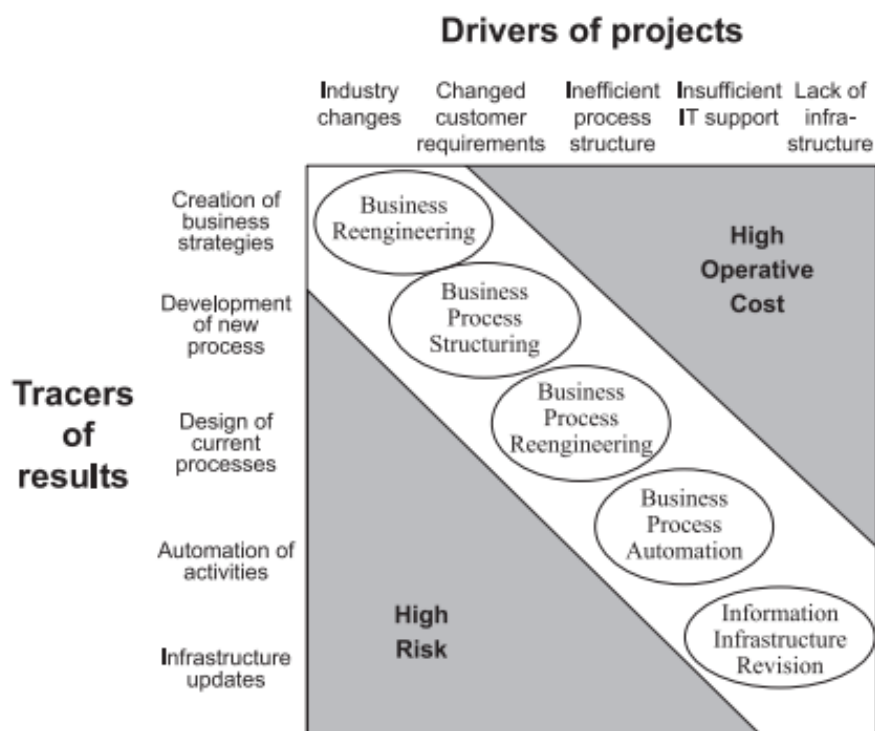 Drivers of projects
Industry
changes
Changed
customer
requirements
Inefficient
process
structure
Insufficient
IT support
Lack of
infra-
structure
Tracers
of
results
Creation of
business
strategies
Development
of new
process
Design of
current
processes
Automation of
activities
Infrastructure
updates
Business
Reengineering
Business
Process
Structuring
Business
Process
Reengineering
Business
Process
Automation
Information
Infrastructure
Revision
High
Operative
Cost
High
Risk